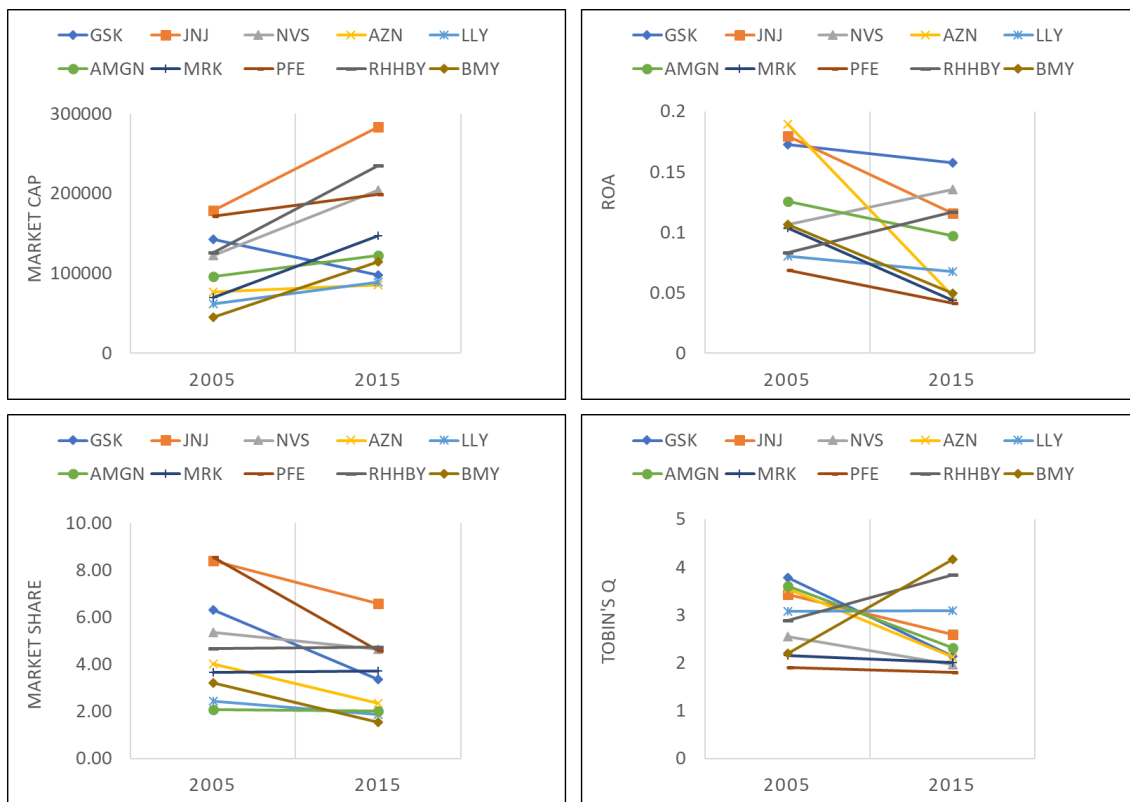 GSK JNJ NVS AZN LLY
AMGN MRK PFE RHHBY BMY
300000
200000
100000
0
MARKET CAP
2005 2015
GSK JNJ NVS AZN LLY
AMGN MRK PFE RHHBY BMY
0.2
0.15
0.1
0.05
0
ROA
2005 2015
GSK JNJ NVS AZN LLY
AMGN MRK PFE RHHBY BMY
10.00
8.00
6.00
4.00
2.00
0.00
MARKET SHARE
2005 2015
GSK JNJ NVS AZN LLY
AMGN MRK PFE RHHBY BMY
5
4
3
2
1
0
TOBIN'S Q
2005 2015